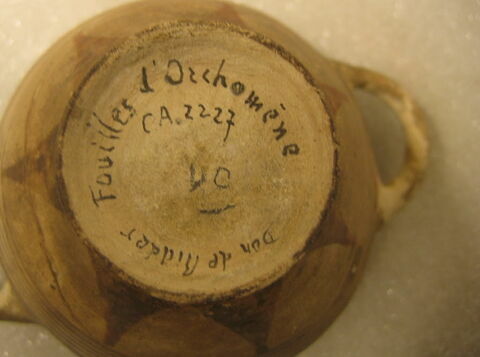 Fouilles d'Orchomène
CA.2227
Don de Ridder